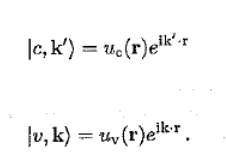 |c, k′⟩ = u_c(r)e^{ik′·r}
|v, k⟩ = u_v(r)e^{ik·r} .